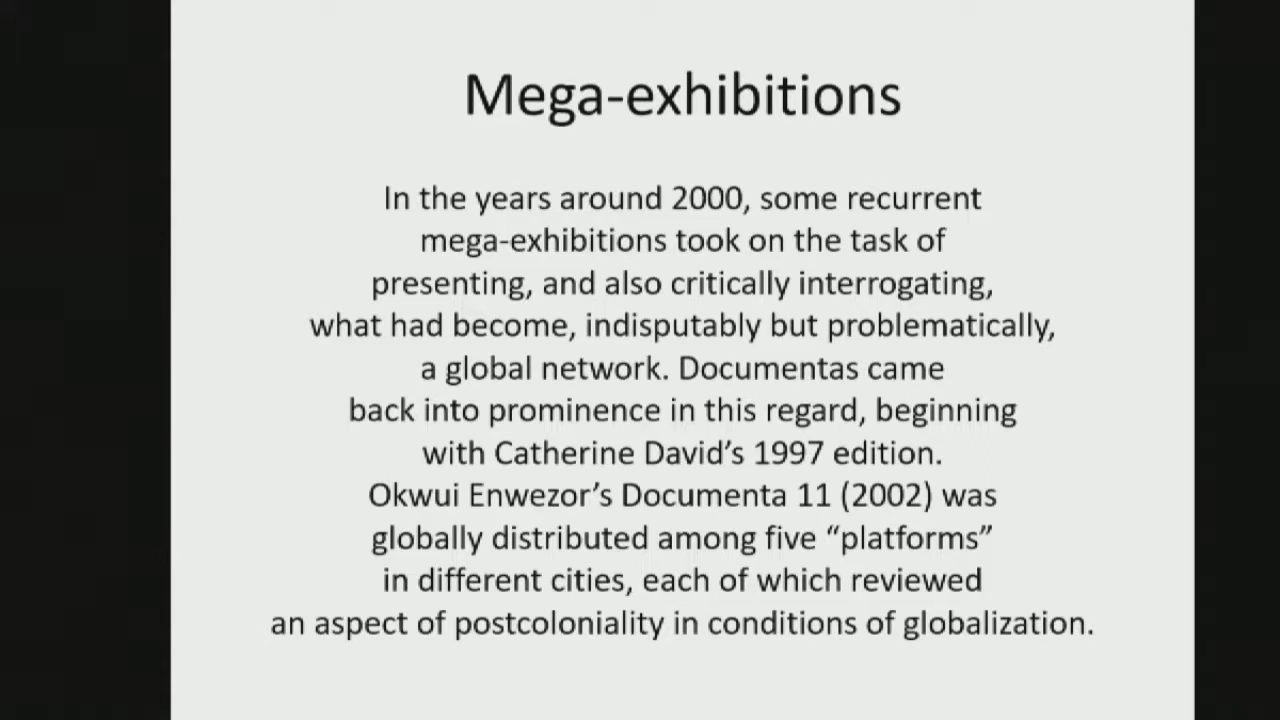 Mega-exhibitions
In the years around 2000, some recurrent
mega-exhibitions took on the task of
presenting, and also critically interrogating,
what had become, indisputably but problematically,
a global network. Documentas came
back into prominence in this regard, beginning
with Catherine David’s 1997 edition.
Okwui Enwezor’s Documenta 11 (2002) was
globally distributed among five “platforms”
in different cities, each of which reviewed
an aspect of postcoloniality in conditions of globalization.